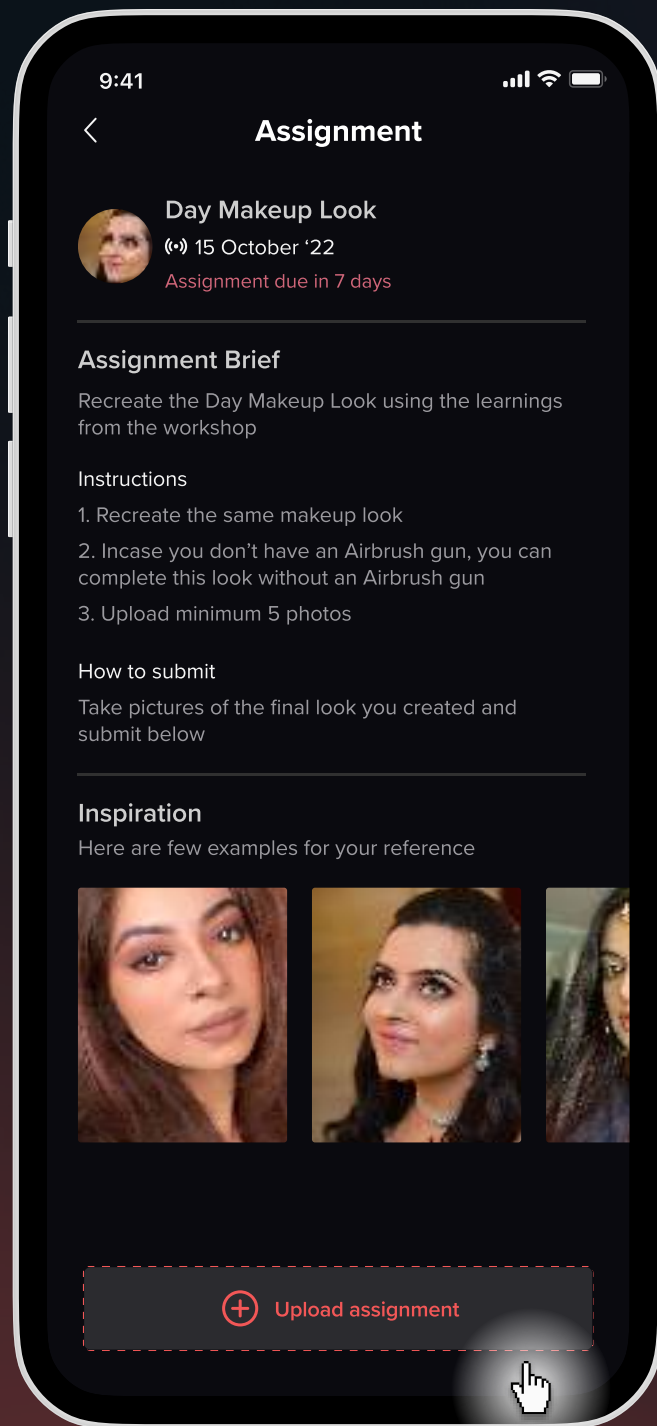 9:41
Assignment
Day Makeup Look
15 October ‘22
Assignment due in 7 days
Assignment Brief
Recreate the Day Makeup Look using the learnings
from the workshop
Instructions
1. Recreate the same makeup look
2. Incase you don’t have an Airbrush gun, you can
complete this look without an Airbrush gun
3. Upload minimum 5 photos
How to submit
Take pictures of the final look you created and
submit below
Inspiration
Here are few examples for your reference
Upload assignment